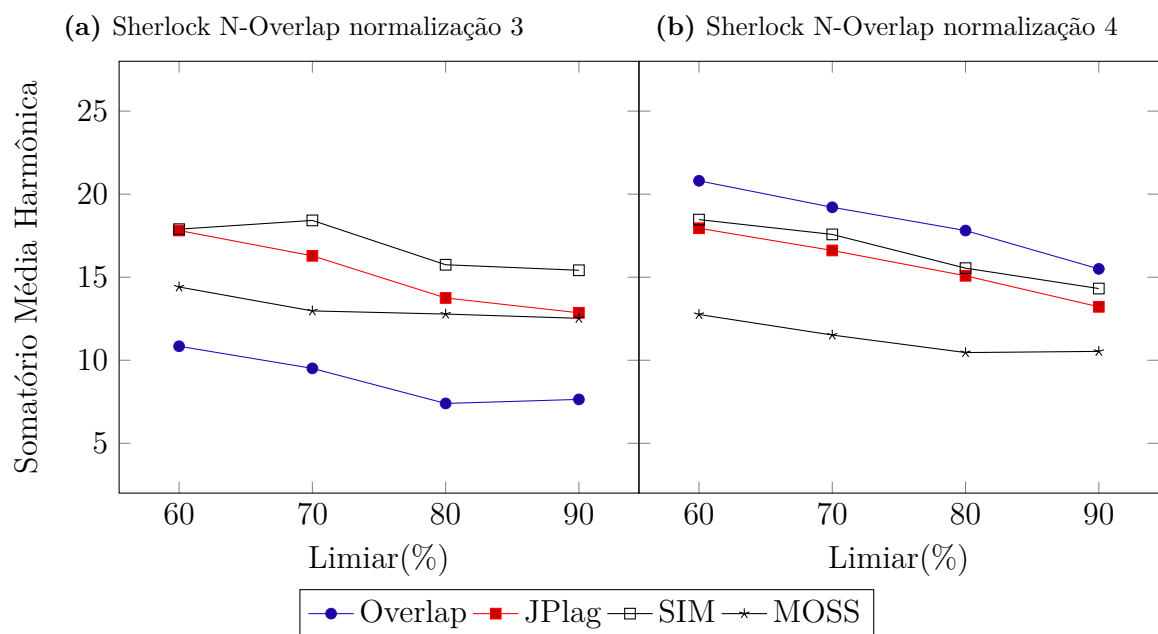 (a) Sherlock N-Overlap normalização 3
(b) Sherlock N-Overlap normalização 4
Somatório Média Harmônica
25
20
15
10
5
60 70 80 90
60 70 80 90
Limiar(%)
Limiar(%)
Overlap JPlag SIM MOSS